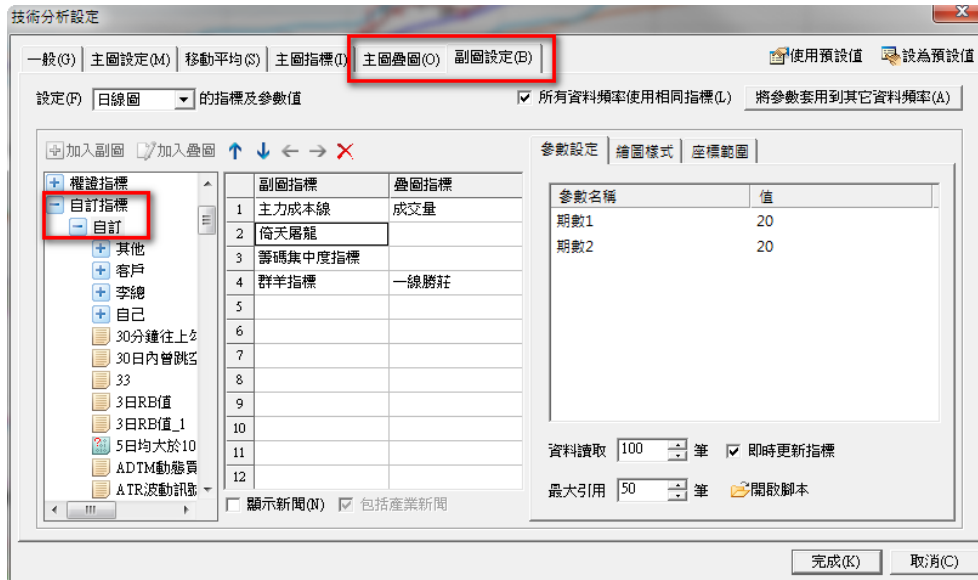 技術分析設定
一般(G) 主圖設定(M) 移動平均(S) 主圖指標(I) 主圖疊圖(O) 副圖設定(B) 使用預設值 設為預設值
設定(F) 日線圖 的指標及參數值 所有資料頻率使用相同指標(L) 將參數套用到其它資料頻率(A)
加入副圖 加入疊圖
權證指標
自訂指標
自訂
其他
客戶
李總
自己
30分鐘往上
30日內曾跳空
33
3日RB值
3日RB值_1
5日均大於10
ADTM動態買
ATR波動訊號
副圖指標 疊圖指標
1 主力成本線 成交量
2 倚天屠龍
3 籌碼集中度指標
4 群羊指標 一線勝莊
5
6
7
8
9
10
11
12
顯示新聞(N) 包括產業新聞
參數設定 繪圖樣式 座標範圍
參數名稱 值
期數1 20
期數2 20
資料讀取 100 筆 即時更新指標
最大引用 50 筆 開啟腳本
完成(K) 取消(C)